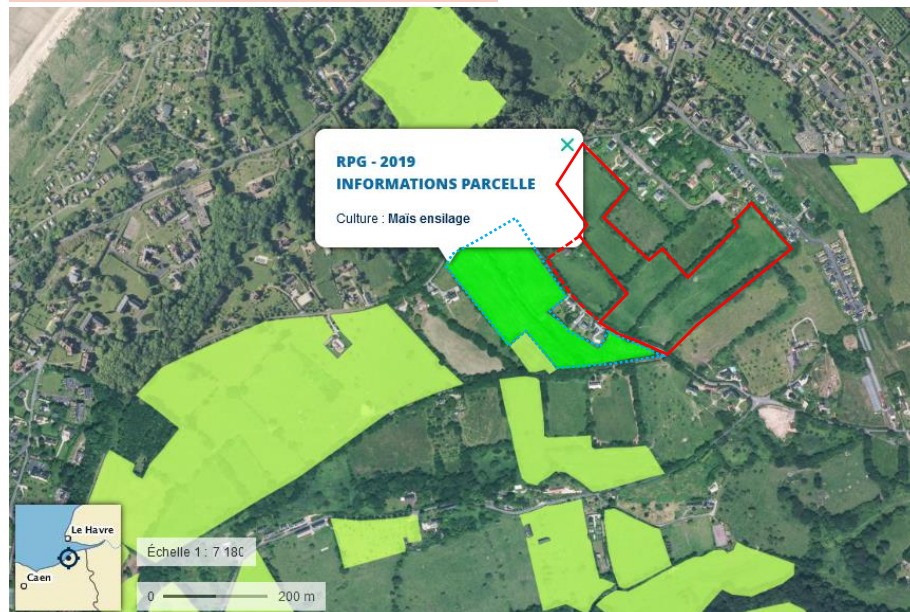 RPG - 2019
INFORMATIONS PARCELLE
Culture : Maïs ensilage
Le Havre
Caen
Échelle 1 : 7 180
0 200 m